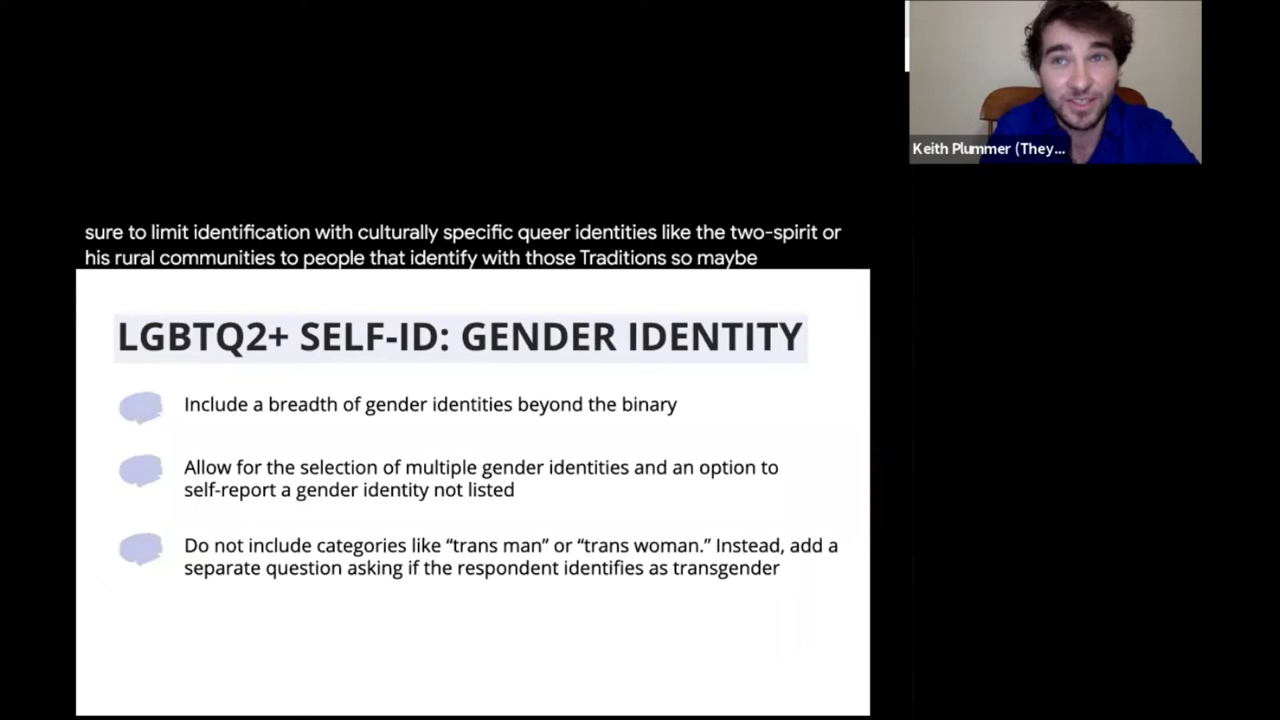 Keith Plummer (They...
sure to limit identification with culturally specific queer identities like the two-spirit or
his rural communities to people that identify with those Traditions so maybe
LGBTQ2+ SELF-ID: GENDER IDENTITY
Include a breadth of gender identities beyond the binary
Allow for the selection of multiple gender identities and an option to
self-report a gender identity not listed
Do not include categories like “trans man” or “trans woman.” Instead, add a
separate question asking if the respondent identifies as transgender